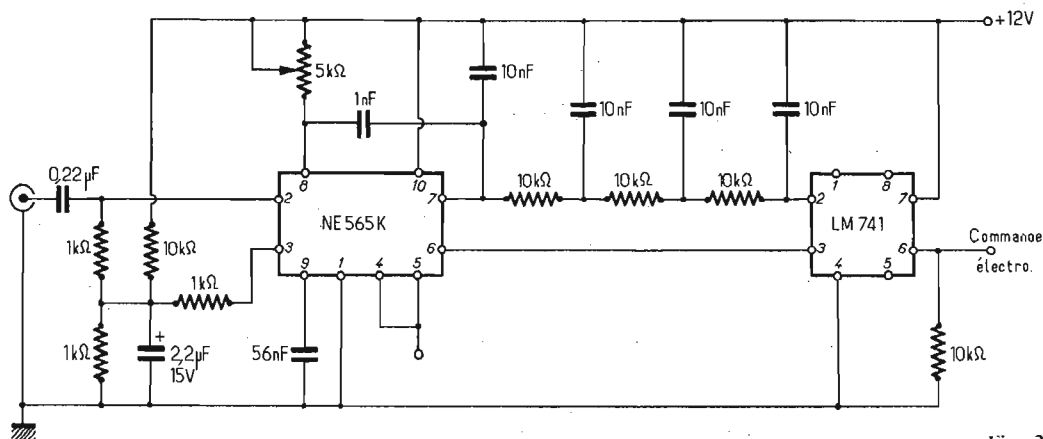 +12V
5kΩ
10nF
1nF
10nF
10nF
10nF
0,22µF
8
10
1
8
2
7
10kΩ
10kΩ
10kΩ
2
7
NE 565 K
LM 741
1kΩ
10kΩ
3
6
3
6
Commanoe
électro.
9
1
4
5
4
5
1kΩ
1kΩ
+
2,2µF
15V
56nF
10kΩ